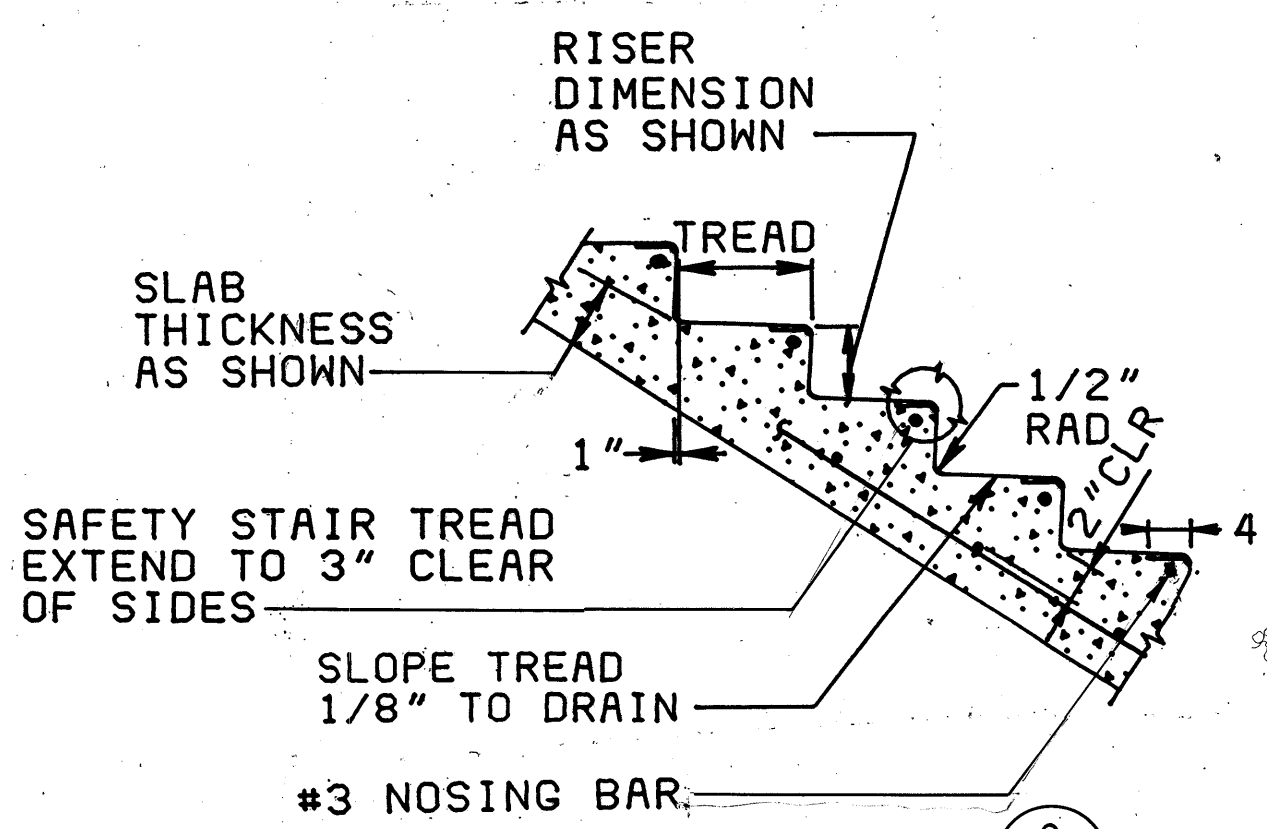 RISER
DIMENSION
AS SHOWN
TREAD
SLAB
THICKNESS
AS SHOWN
1/2"
RAD
2"CLR
1"
4
SAFETY STAIR TREAD
EXTEND TO 3" CLEAR
OF SIDES
SLOPE TREAD
1/8" TO DRAIN
#3 NOSING BAR